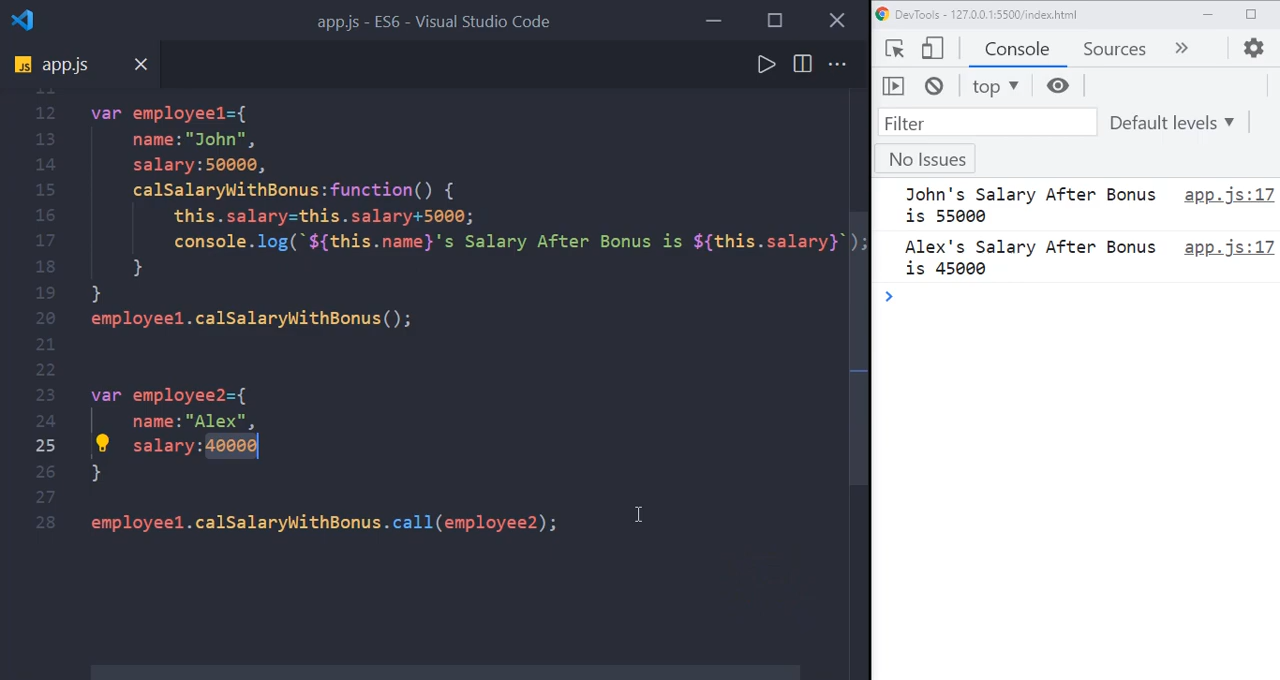 app.js - ES6 - Visual Studio Code
JS app.js
11
12 var employee1={
13 name:"John",
14 salary:50000,
15 calSalaryWithBonus:function() {
16 this.salary=this.salary+5000;
17 console.log(`${this.name}'s Salary After Bonus is ${this.salary}`);
18 }
19 }
20 employee1.calSalaryWithBonus();
21
22
23 var employee2={
24 name:"Alex",
25 salary:40000
26 }
27
28 employee1.calSalaryWithBonus.call(employee2);
DevTools - 127.0.0.1:5500/index.html
Console Sources
top
Filter Default levels
No Issues
John's Salary After Bonus app.js:17
is 55000
Alex's Salary After Bonus app.js:17
is 45000